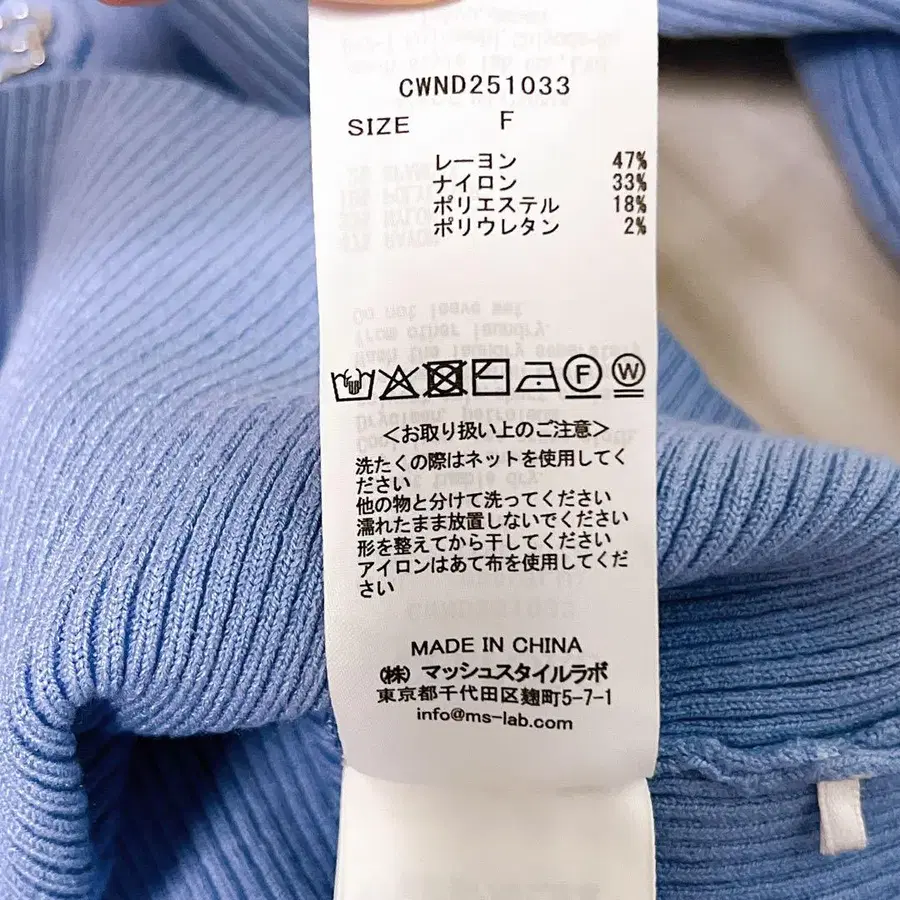 CWND251033
SIZE F
レーヨン 47%
ナイロン 33%
ポリエステル 18%
ポリウレタン 2%
F W
<お取り扱い上のご注意>
洗たくの際はネットを使用してく
ださい
他の物と分けて洗ってください
濡れたまま放置しないでください
形を整えてから干してください
アイロンはあて布を使用してくだ
さい
MADE IN CHINA
(株) マッシュスタイルラボ
東京都千代田区麹町5-7-1
info@ms-lab.com